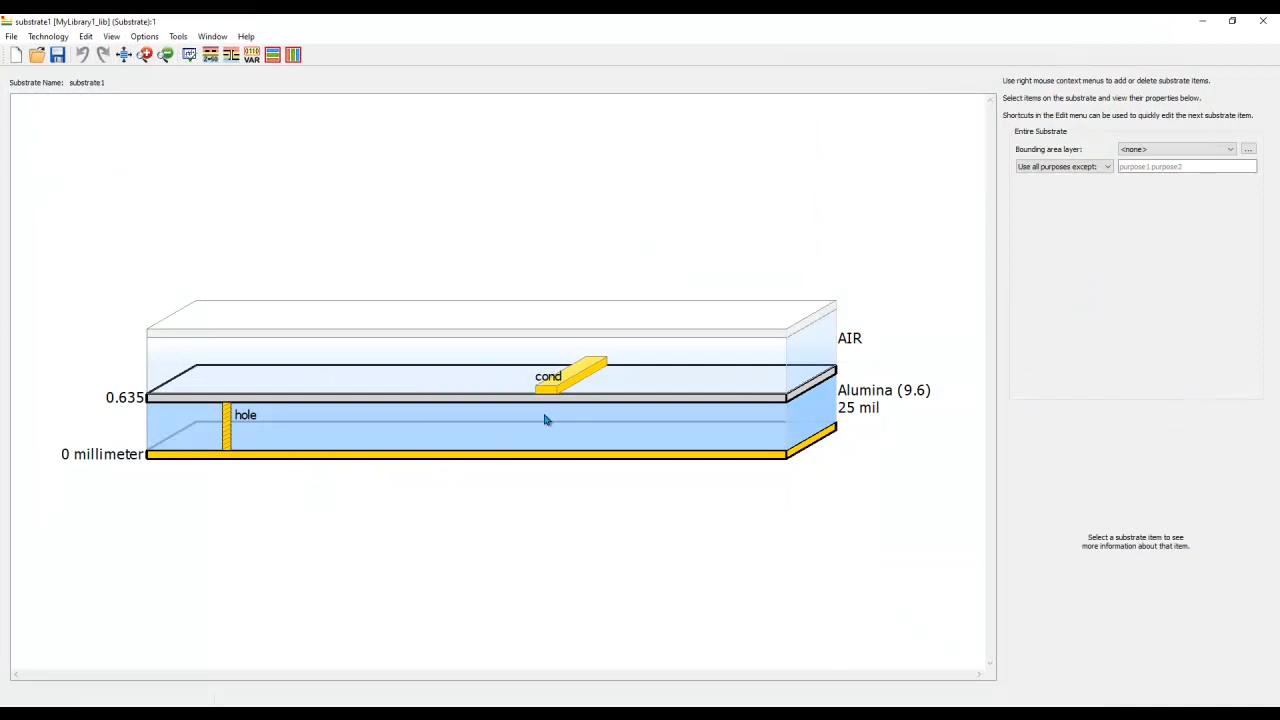 substrate1 [MyLibrary1_lib] (Substrate):1
File Technology Edit View Options Tools Window Help
0110
Z=50 VAR
Substrate Name: substrate1
Use right mouse context menus to add or delete substrate items.
Select items on the substrate and view their properties below.
Shortcuts in the Edit menu can be used to quickly edit the next substrate item.
Entire Substrate
Bounding area layer: <none> ...
Use all purposes except: purpose1 purpose2
AIR
cond
0.635
Alumina (9.6)
25 mil
hole
0 millimeter
Select a substrate item to see
more information about that item.